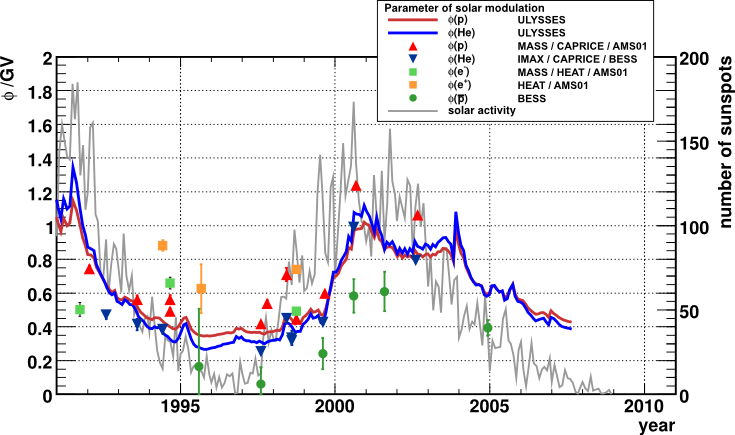 Parameter of solar modulation
ϕ(p) ULYSSES
ϕ(He) ULYSSES
ϕ(p) MASS / CAPRICE / AMS01
ϕ(He) IMAX / CAPRICE / BESS
ϕ(e⁻) MASS / HEAT / AMS01
ϕ(e⁺) HEAT / AMS01
ϕ(p̅) BESS
solar activity
ϕ /GV
2
1.8
1.6
1.4
1.2
1
0.8
0.6
0.4
0.2
0
200
150
100
50
0
number of sunspots
1995
2000
2005
2010
year